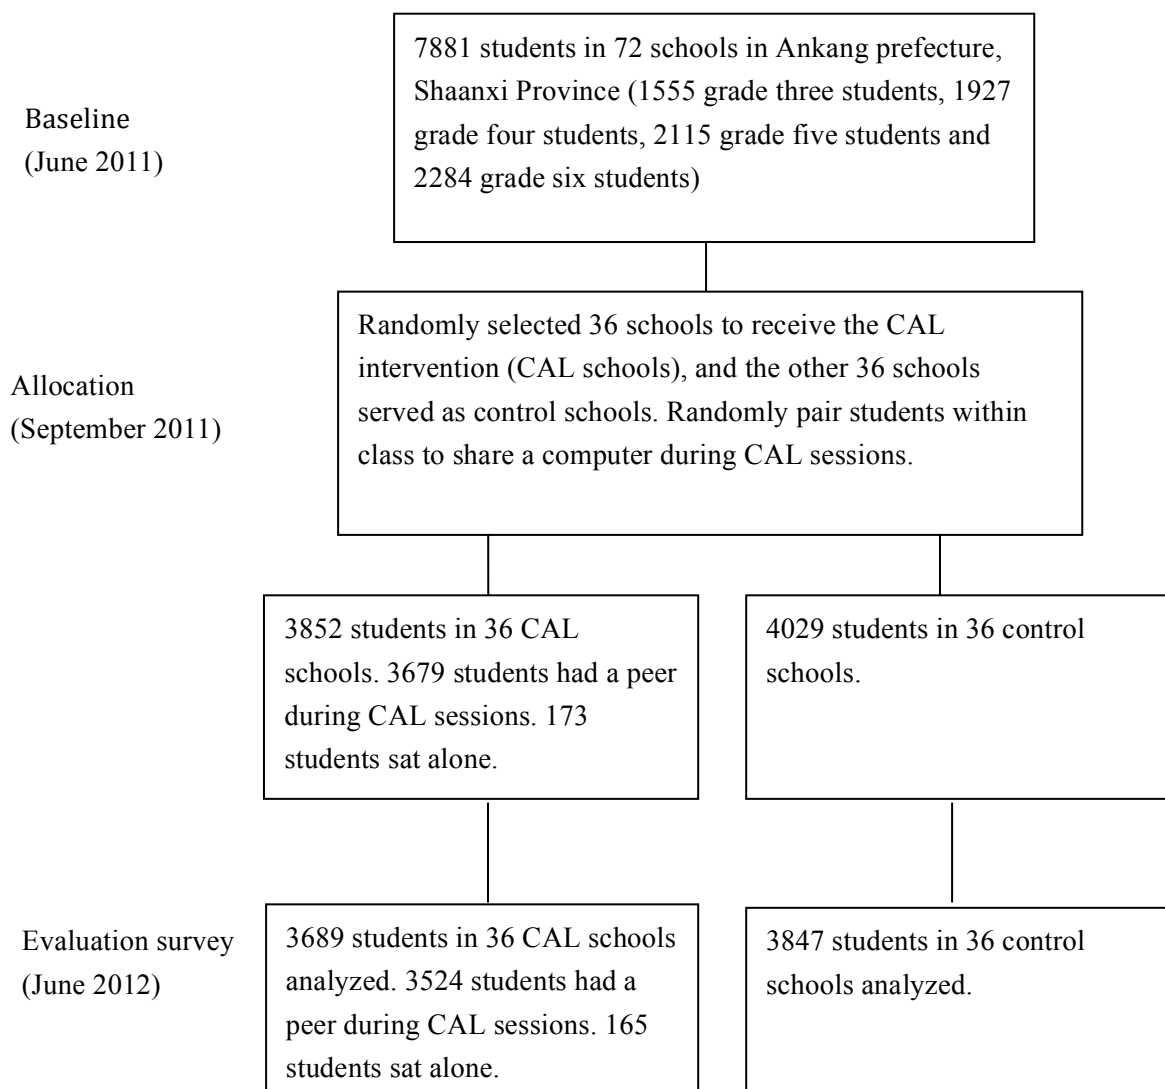 Baseline
(June 2011)
7881 students in 72 schools in Ankang prefecture,
Shaanxi Province (1555 grade three students, 1927
grade four students, 2115 grade five students and
2284 grade six students)
Allocation
(September 2011)
Randomly selected 36 schools to receive the CAL
intervention (CAL schools), and the other 36 schools
served as control schools. Randomly pair students within
class to share a computer during CAL sessions.
3852 students in 36 CAL
schools. 3679 students had a peer
during CAL sessions. 173
students sat alone.
4029 students in 36 control
schools.
Evaluation survey
(June 2012)
3689 students in 36 CAL schools
analyzed. 3524 students had a
peer during CAL sessions. 165
students sat alone.
3847 students in 36 control
schools analyzed.